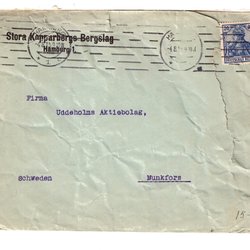 Stora Kopparbergs Bergslag
Hamburg 1.
Firma
Uddeholms Aktiebolag,
Schweden
Munkfors